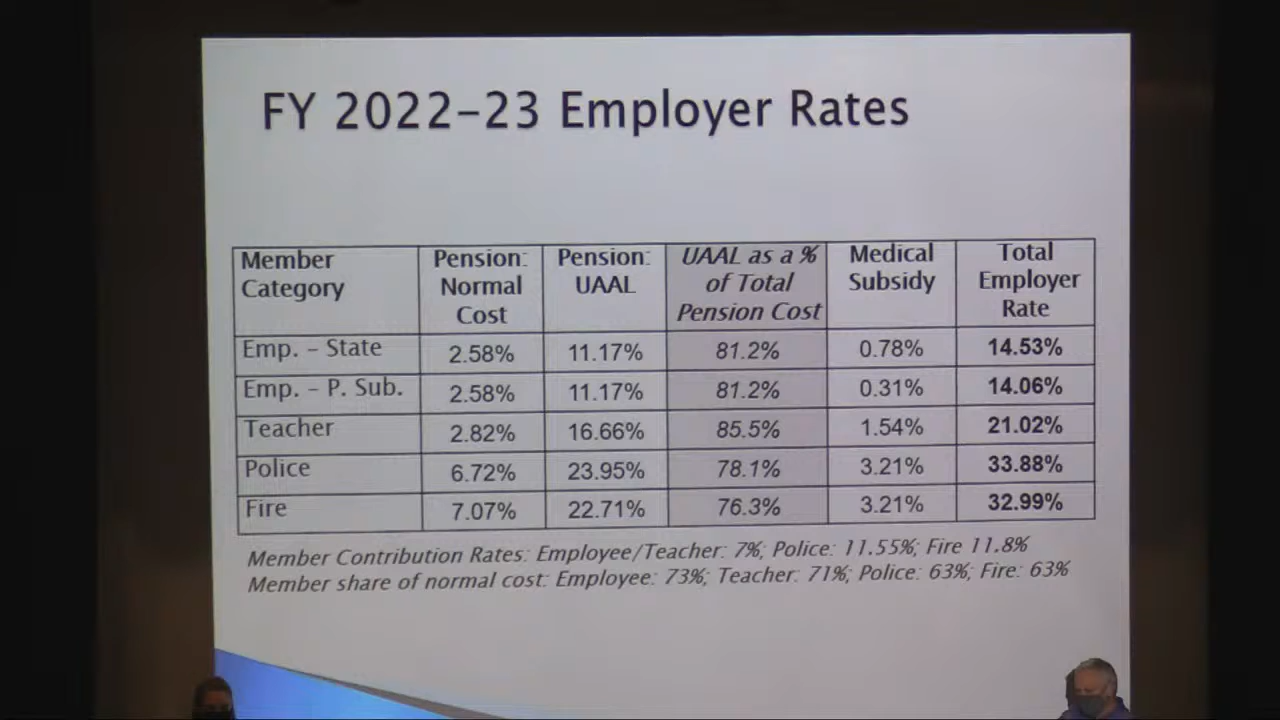 FY 2022-23 Employer Rates
Member Category Pension: Normal Cost Pension: UAAL UAAL as a % of Total Pension Cost Medical Subsidy Total Employer Rate
Emp. - State 2.58% 11.17% 81.2% 0.78% 14.53%
Emp. - P. Sub. 2.58% 11.17% 81.2% 0.31% 14.06%
Teacher 2.82% 16.66% 85.5% 1.54% 21.02%
Police 6.72% 23.95% 78.1% 3.21% 33.88%
Fire 7.07% 22.71% 76.3% 3.21% 32.99%
Member Contribution Rates: Employee/Teacher: 7%; Police: 11.55%; Fire 11.8%
Member share of normal cost: Employee: 73%; Teacher: 71%; Police: 63%; Fire: 63%